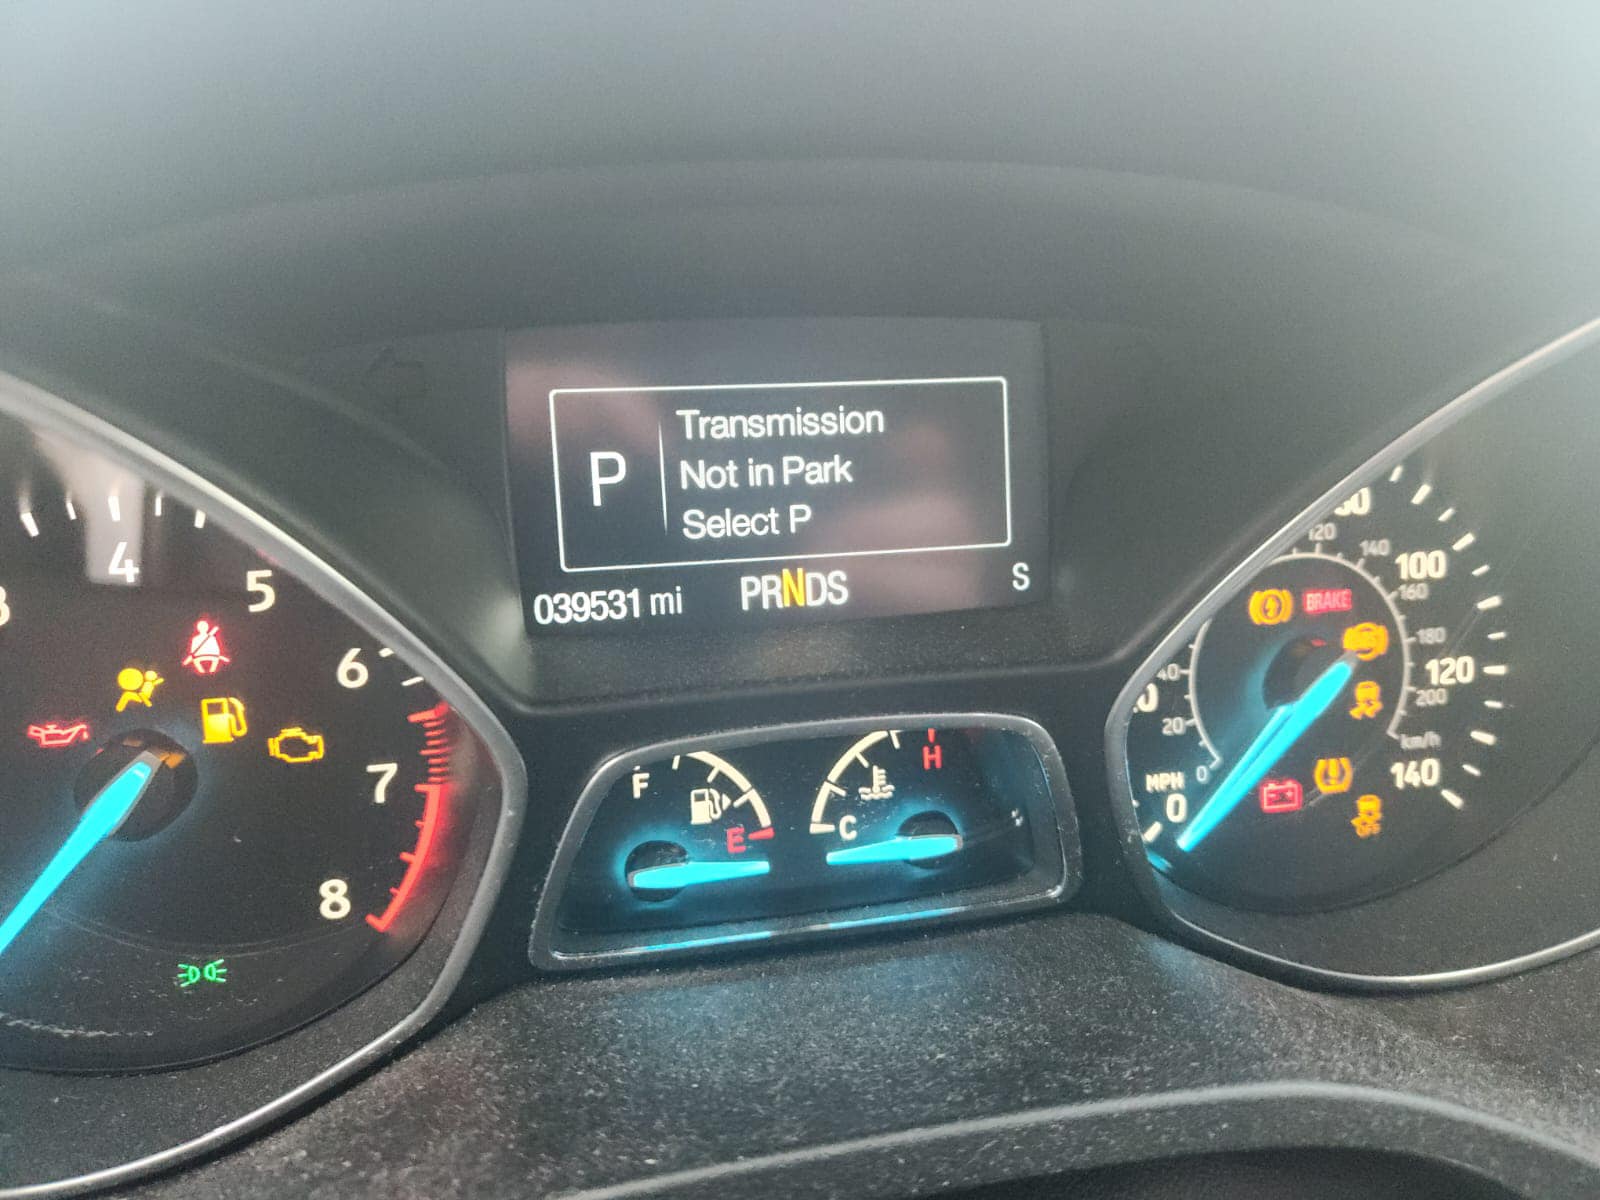 Transmission
P
Not in Park
Select P
039531 mi
PRNDS
S
4
5
6
7
8
F
E
C
H
BRAKE
120
140
100
160
180
120
200
40
20
0
km/h
140
MPH
0